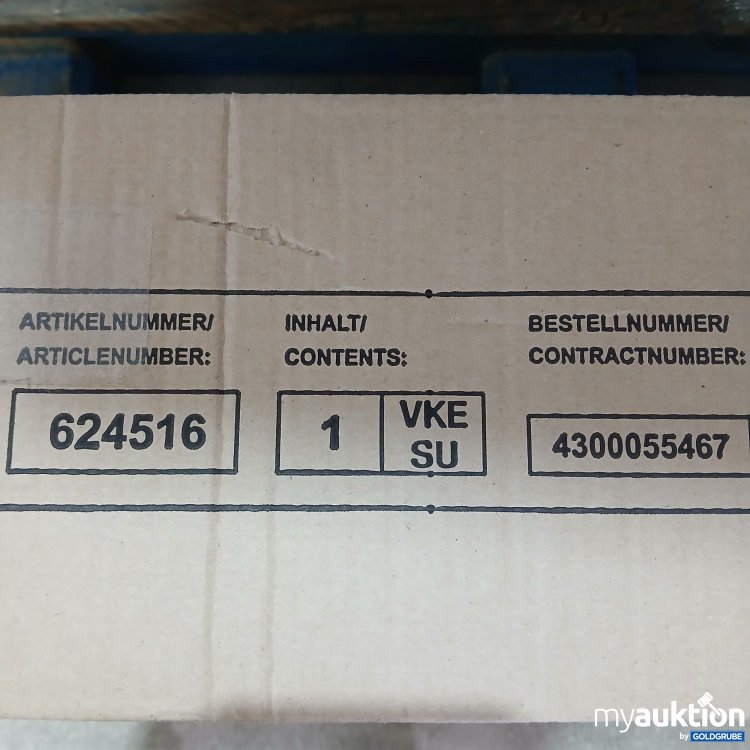 ARTIKELNUMMER/
ARTICLENUMBER:
624516
INHALT/
CONTENTS:
1
VKE
SU
BESTELLNUMMER/
CONTRACTNUMBER:
4300055467
myauktion
by GOLDGRUBE